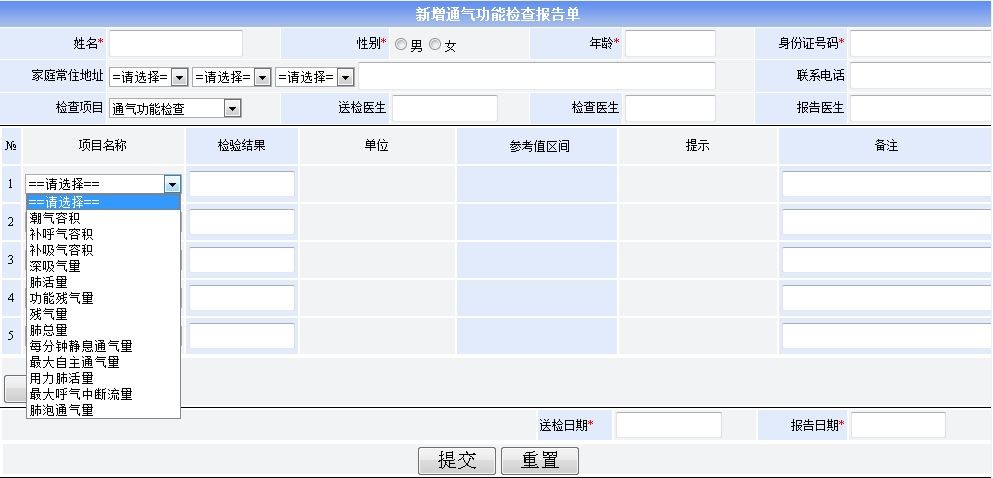 新增通气功能检查报告单
姓名* 性别* 男 女 年龄* 身份证号码*
家庭常住地址 =请选择= =请选择= =请选择= 联系电话
检查项目 通气功能检查 送检医生 检查医生 报告医生
№ 项目名称 检验结果 单位 参考值区间 提示 备注
1 ==请选择==
==请选择==
潮气容积
2
补呼气容积
补吸气容积
3
深吸气量
肺活量
4 功能残气量
残气量
5 肺总量
每分钟静息通气量
最大自主通气量
用力肺活量
最大呼气中断流量
肺泡通气量
送检日期* 报告日期*
提交 重置